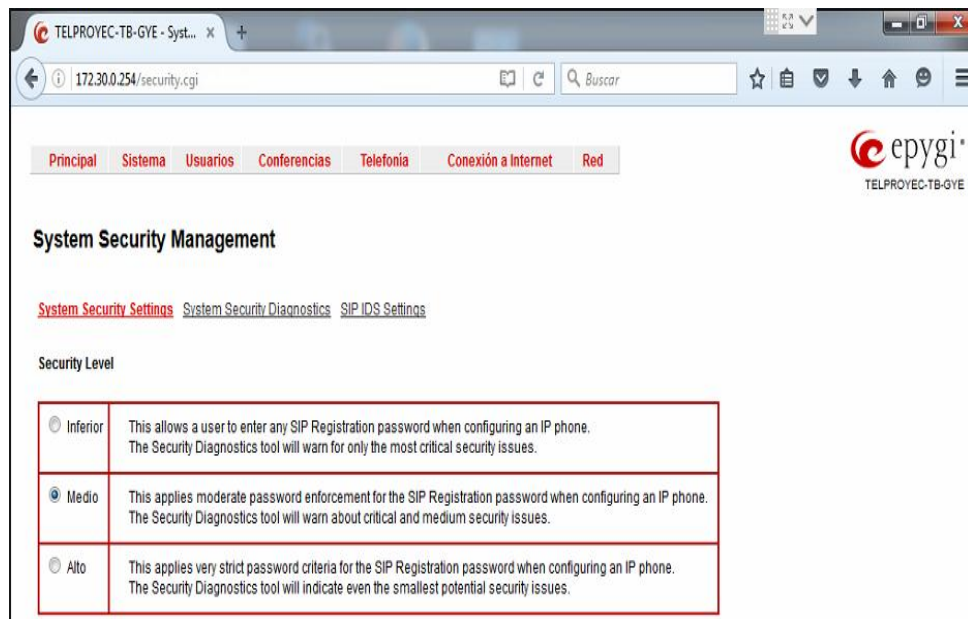 TELPROYEC-TB-GYE - Syst...
172.30.0.254/security.cgi
Buscar
Principal Sistema Usuarios Conferencias Telefonía Conexión a Internet Red
epygi
TELPROYEC-TB-GYE
System Security Management
System Security Settings System Security Diagnostics SIP IDS Settings
Security Level
Inferior
This allows a user to enter any SIP Registration password when configuring an IP phone.
The Security Diagnostics tool will warn for only the most critical security issues.
Medio
This applies moderate password enforcement for the SIP Registration password when configuring an IP phone.
The Security Diagnostics tool will warn about critical and medium security issues.
Alto
This applies very strict password criteria for the SIP Registration password when configuring an IP phone.
The Security Diagnostics tool will indicate even the smallest potential security issues.